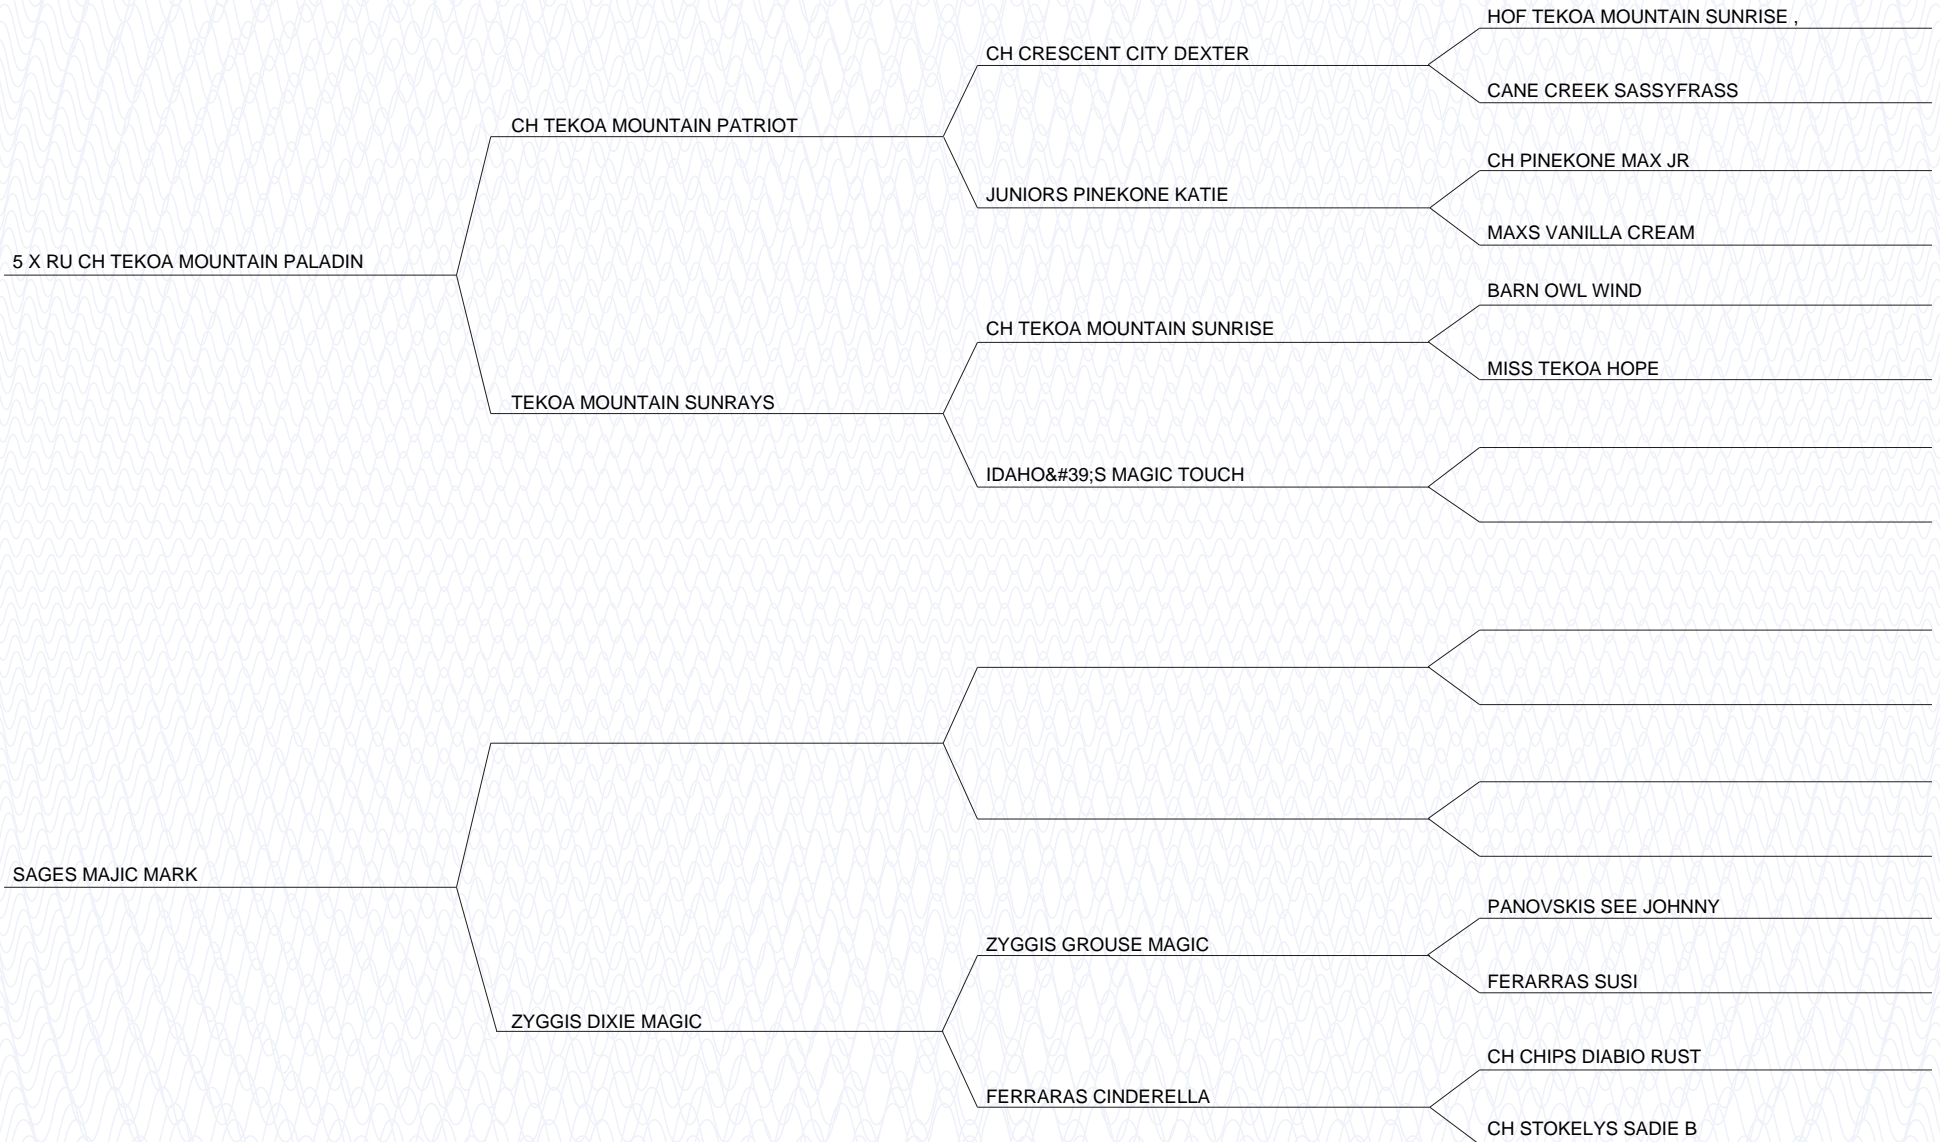 HOF TEKOA MOUNTAIN SUNRISE ,
CH CRESCENT CITY DEXTER
CANE CREEK SASSYFRASS
CH TEKOA MOUNTAIN PATRIOT
CH PINEKONE MAX JR
JUNIORS PINEKONE KATIE
MAXS VANILLA CREAM
5 X RU CH TEKOA MOUNTAIN PALADIN
BARN OWL WIND
CH TEKOA MOUNTAIN SUNRISE
MISS TEKOA HOPE
TEKOA MOUNTAIN SUNRAYS
IDAHO&#39;S MAGIC TOUCH
SAGES MAJIC MARK
PANOVSKIS SEE JOHNNY
ZYGGIS GROUSE MAGIC
FERARRAS SUSI
ZYGGIS DIXIE MAGIC
CH CHIPS DIABIO RUST
FERRARAS CINDERELLA
CH STOKELYS SADIE B